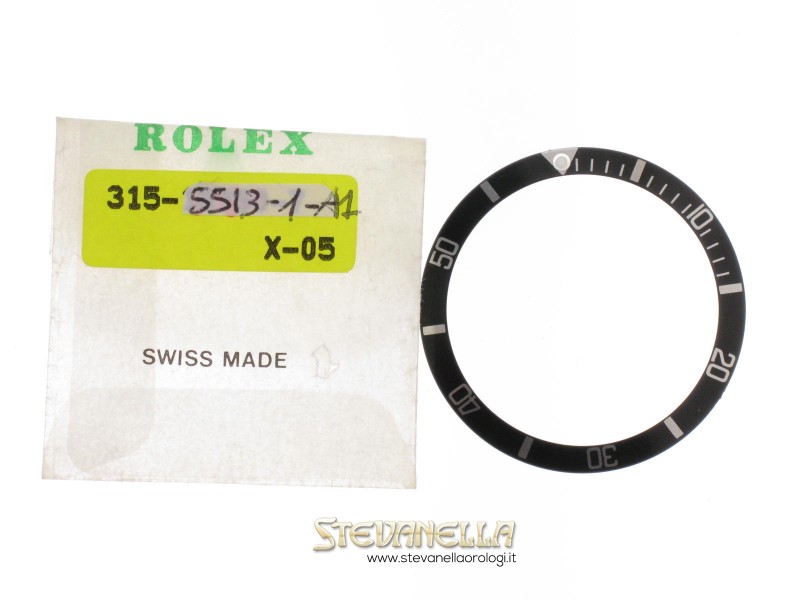 ROLEX
315-5513-1-A1
X-05
SWISS MADE
10
20
30
40
50
STEVANELLA
www.stevanellaorologi.it